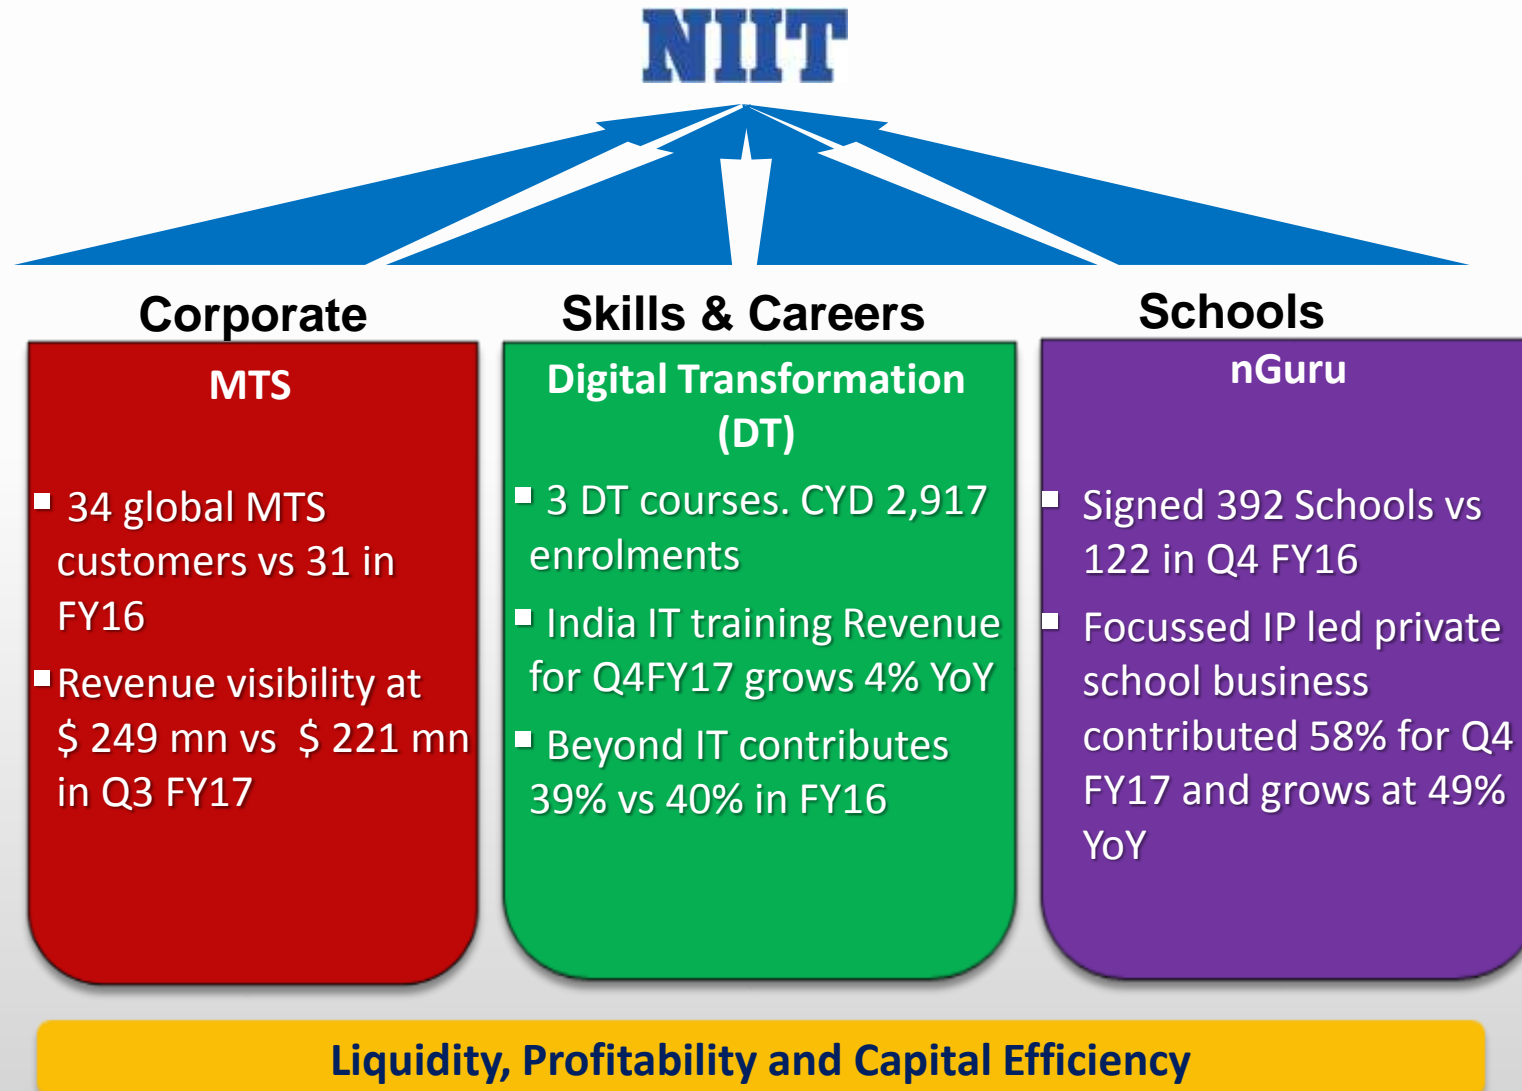 NIIT
Corporate
MTS
34 global MTS
customers vs 31 in
FY16
Revenue visibility at
$ 249 mn vs $ 221 mn
in Q3 FY17
Skills & Careers
Digital Transformation
(DT)
3 DT courses. CYD 2,917
enrolments
India IT training Revenue
for Q4FY17 grows 4% YoY
Beyond IT contributes
39% vs 40% in FY16
Schools
nGuru
Signed 392 Schools vs
122 in Q4 FY16
Focussed IP led private
school business
contributed 58% for Q4
FY17 and grows at 49%
YoY
Liquidity, Profitability and Capital Efficiency